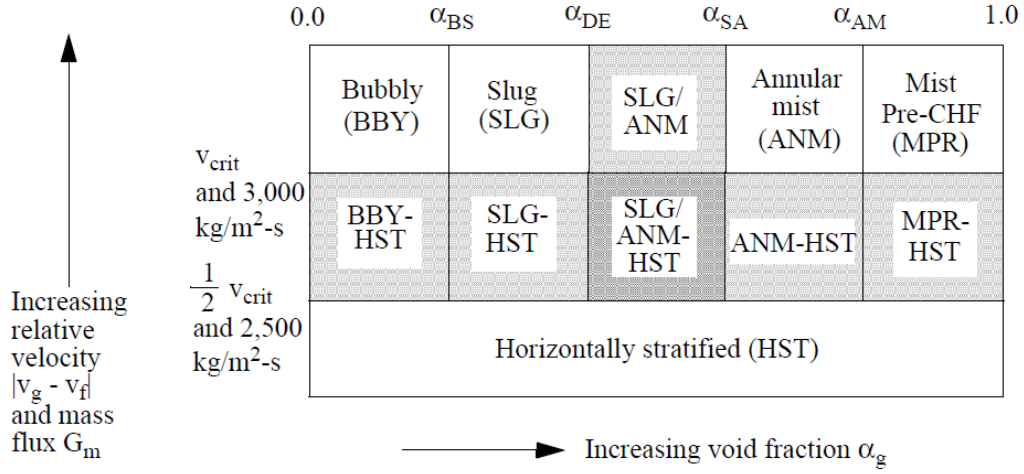 0.0 α_BS α_DE α_SA α_AM 1.0
Bubbly
(BBY)
Slug
(SLG)
SLG/
ANM
Annular
mist
(ANM)
Mist
Pre-CHF
(MPR)
v_crit
and 3,000
kg/m²-s
BBY-
HST
SLG-
HST
SLG/
ANM-
HST
ANM-HST
MPR-
HST
1/2 v_crit
and 2,500
kg/m²-s
Horizontally stratified (HST)
Increasing
relative
velocity
|v_g - v_f|
and mass
flux G_m
Increasing void fraction α_g